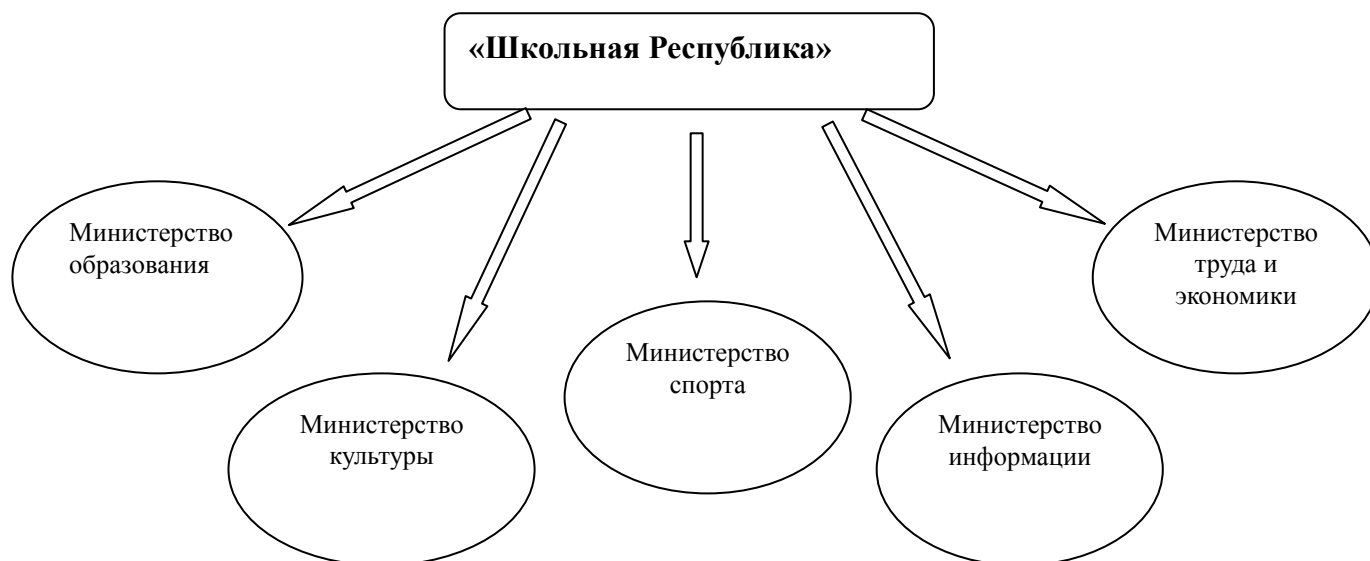 «Школьная Республика»
Министерство
образования
Министерство
культуры
Министерство
спорта
Министерство
информации
Министерство
труда и
экономики